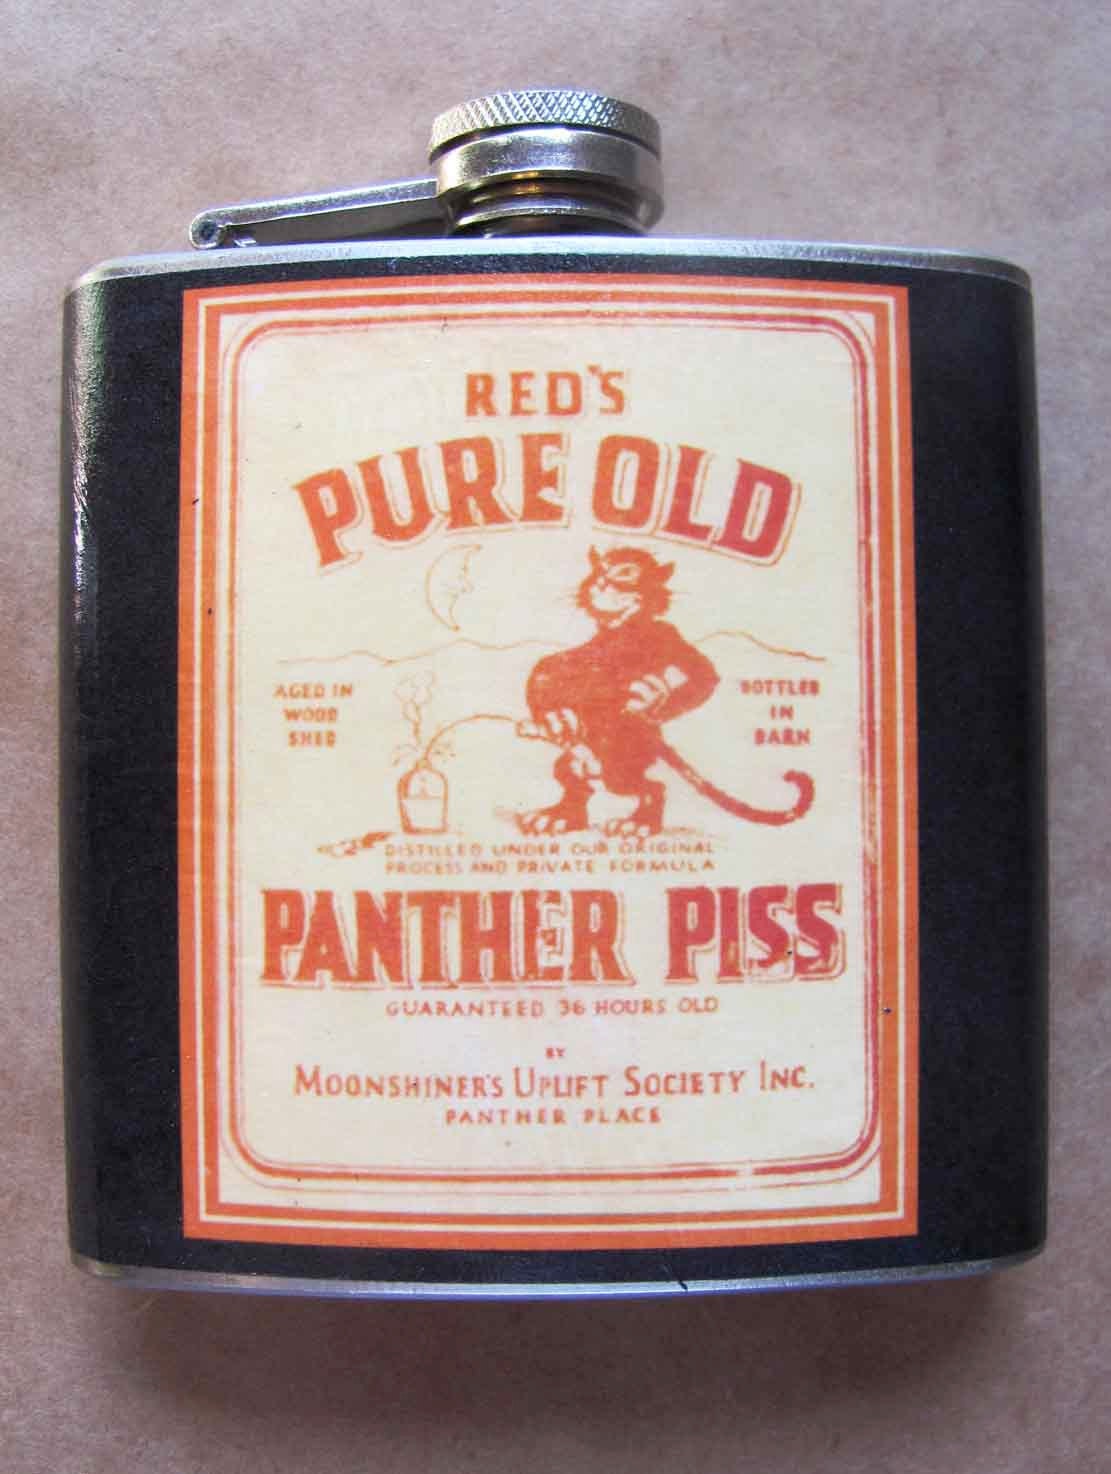 RED'S
PURE OLD
AGED IN
WOOD
SHED
BOTTLED
IN
BARN
DISTILLED UNDER OUR ORIGINAL
PROCESS AND PRIVATE FORMULA
PANTHER PISS
GUARANTEED 36 HOURS OLD
BY
MOONSHINER'S UPLIFT SOCIETY INC.
PANTHER PLACE